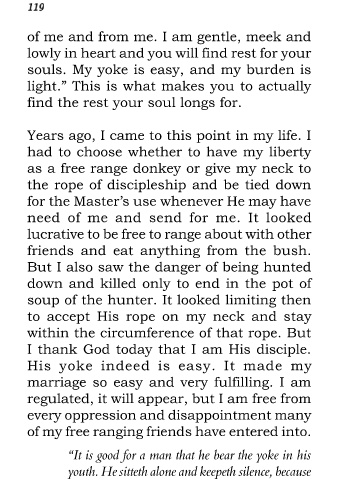 119
of me and from me. I am gentle, meek and
lowly in heart and you will find rest for your
souls. My yoke is easy, and my burden is
light.” This is what makes you to actually
find the rest your soul longs for.
Years ago, I came to this point in my life. I
had to choose whether to have my liberty
as a free range donkey or give my neck to
the rope of discipleship and be tied down
for the Master’s use whenever He may have
need of me and send for me. It looked
lucrative to be free to range about with other
friends and eat anything from the bush.
But I also saw the danger of being hunted
down and killed only to end in the pot of
soup of the hunter. It looked limiting then
to accept His rope on my neck and stay
within the circumference of that rope. But
I thank God today that I am His disciple.
His yoke indeed is easy. It made my
marriage so easy and very fulfilling. I am
regulated, it will appear, but I am free from
every oppression and disappointment many
of my free ranging friends have entered into.
“It is good for a man that he bear the yoke in his
youth. He sitteth alone and keepeth silence, because